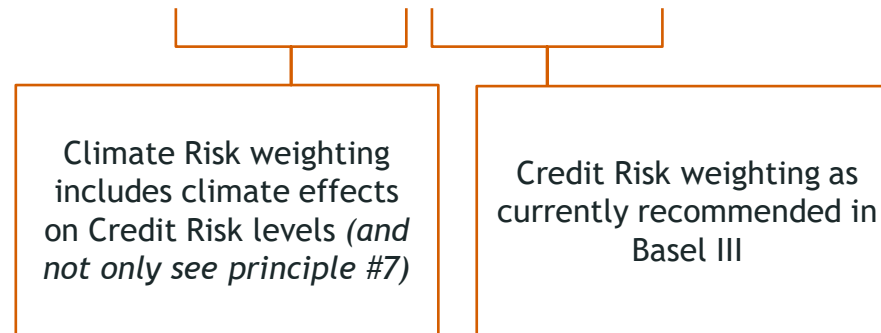 Climate Risk weighting
includes climate effects
on Credit Risk levels (and
not only see principle #7)
Credit Risk weighting as
currently recommended in
Basel III